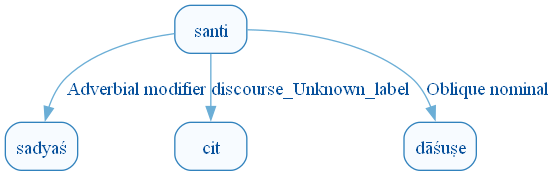 santi
Adverbial modifier discourse_Unknown_label Oblique nominal
sadyaś cit dāśuṣe